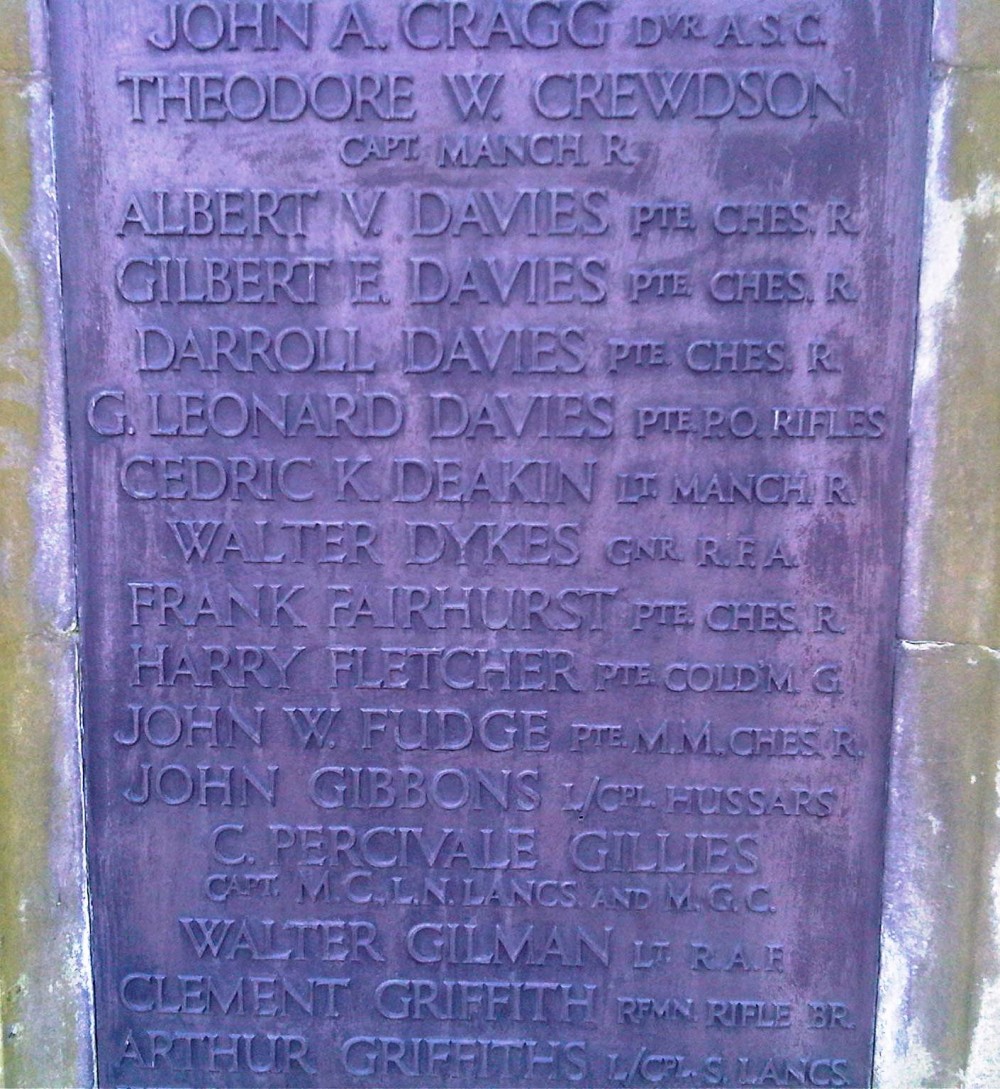 JOHN A. CRAGG DVR. A.S.C.
THEODORE W. CREWDSON
CAPT. MANCH R.
ALBERT V. DAVIES PTE. CHES. R.
GILBERT E. DAVIES PTE. CHES. R.
DARROLL DAVIES PTE. CHES. R.
G. LEONARD DAVIES PTE. P.O. RIFLES
CEDRIC K. DEAKIN LT. MANCH. R.
WALTER DYKES GNR. R.F.A.
FRANK FAIRHURST PTE. CHES. R.
HARRY FLETCHER PTE. COLD'M. G.
JOHN W. FUDGE PTE. M.M., CHES. R.
JOHN GIBBONS L/CPL. HUSSARS
C. PERCIVALE GILLIES
CAPT. M.C., L.N. LANCS. AND M.G.C.
WALTER GILMAN LT. R.A.F.
CLEMENT GRIFFITH RFMN. RIFLE BR.
ARTHUR GRIFFITHS L/CPL. S. LANCS.